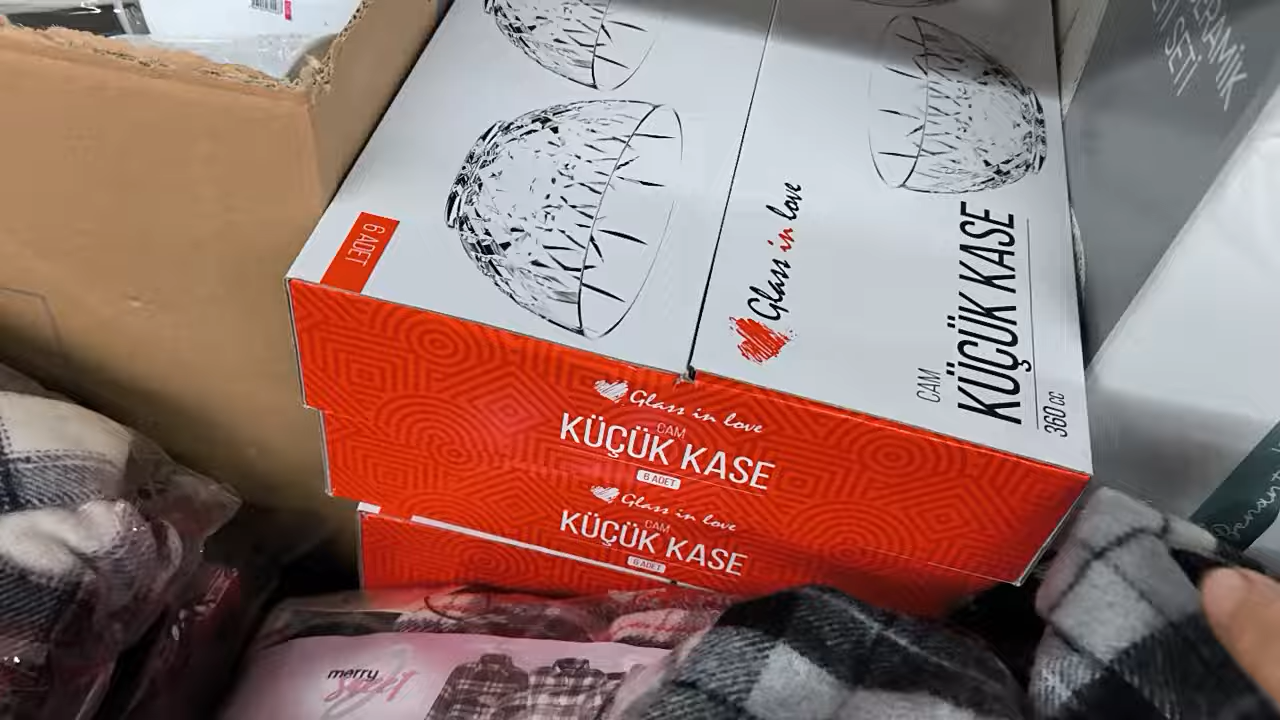 6 ADET
Glass in love
CAM
KÜÇÜK KASE
360 cc
Glass in love
CAM
KÜÇÜK KASE
6 ADET
Glass in love
CAM
KÜÇÜK KASE
6 ADET
merry
SETİ